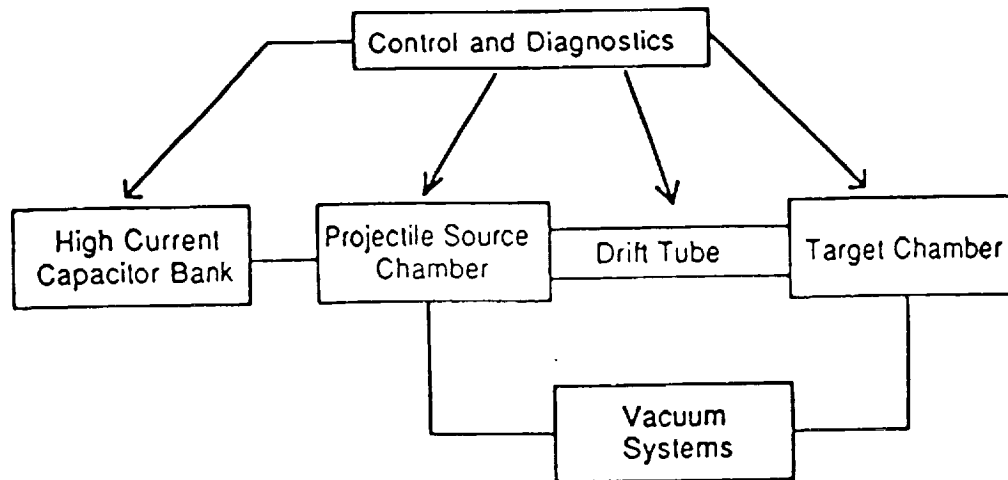 Control and Diagnostics
High Current
Capacitor Bank
Projectile Source
Chamber
Drift Tube
Target Chamber
Vacuum
Systems